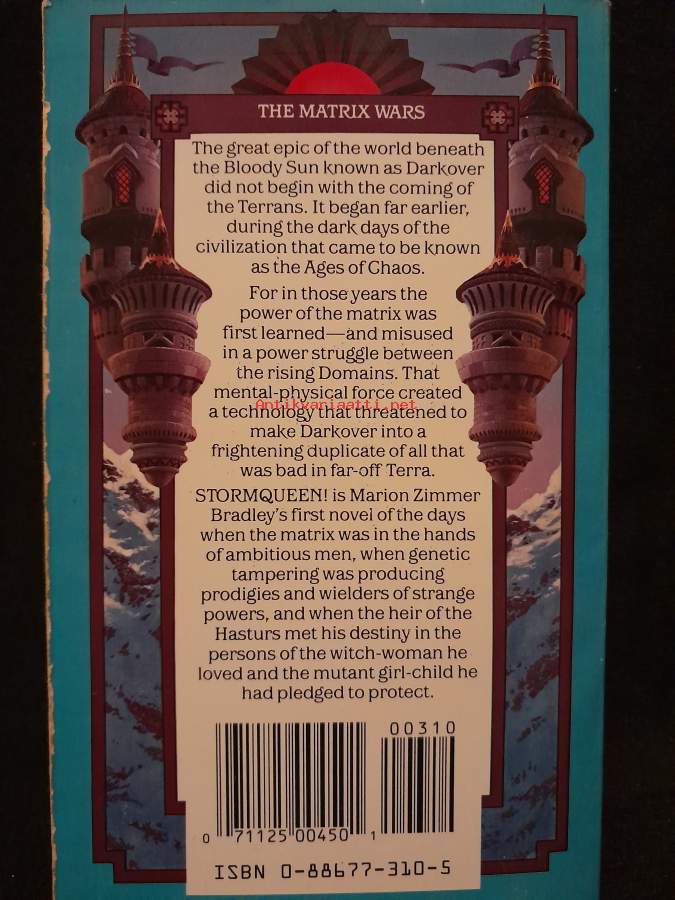 THE MATRIX WARS
The great epic of the world beneath
the Bloody Sun known as Darkover
did not begin with the coming of
the Terrans. It began far earlier,
during the dark days of the
civilization that came to be known
as the Ages of Chaos.
For in those years the
power of the matrix was
first learned—and misused
in a power struggle between
the rising Domains. That
mental-physical force created
Antikvariaatti.net
a technology that threatened to
make Darkover into a
frightening duplicate of all that
was bad in far-off Terra.
STORMQUEEN! is Marion Zimmer
Bradley's first novel of the days
when the matrix was in the hands
of ambitious men, when genetic
tampering was producing
prodigies and wielders of strange
powers, and when the heir of the
Hasturs met his destiny in the
persons of the witch-woman he
loved and the mutant girl-child he
had pledged to protect.
00310
0 71125 00450 1
ISBN 0-88677-310-5